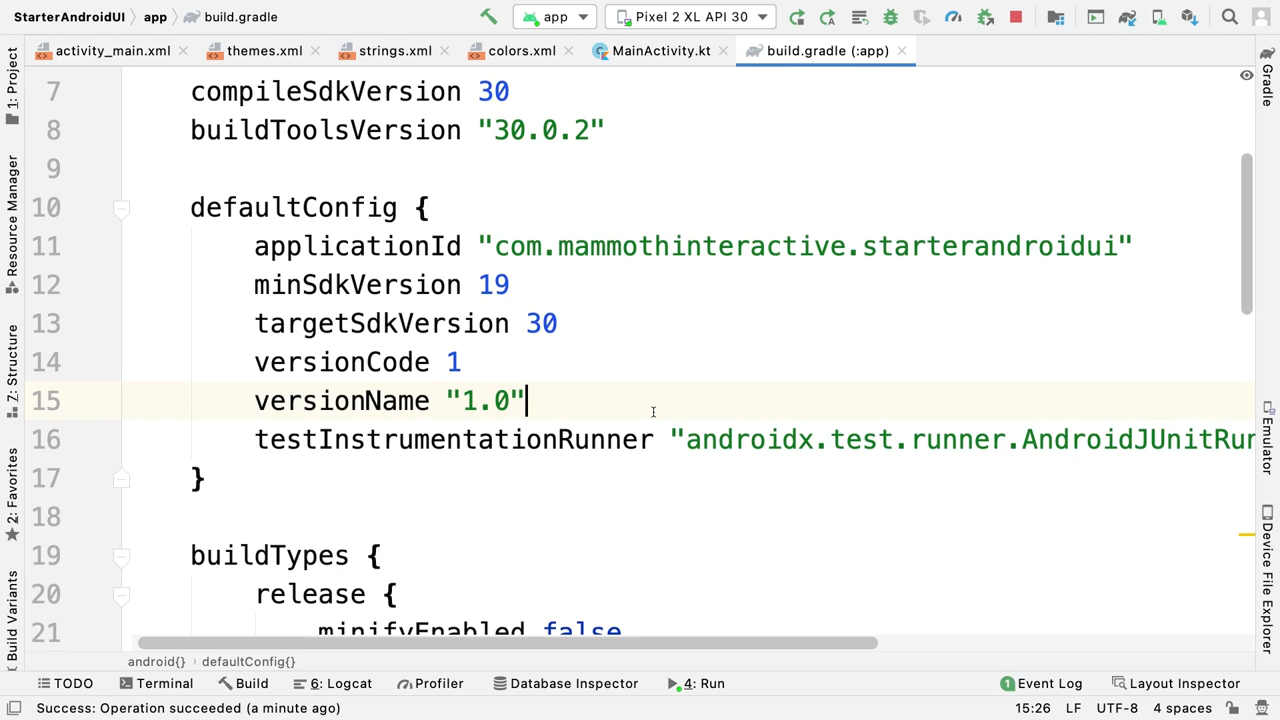 StarterAndroidUI
app
build.gradle
app
Pixel 2 XL API 30
activity_main.xml
themes.xml
strings.xml
colors.xml
MainActivity.kt
build.gradle (:app)
1: Project
Resource Manager
Z: Structure
2: Favorites
Build Variants
7 compileSdkVersion 30
8 buildToolsVersion "30.0.2"
9
10 defaultConfig {
11 applicationId "com.mammothinteractive.starterandroidui"
12 minSdkVersion 19
13 targetSdkVersion 30
14 versionCode 1
15 versionName "1.0"
16 testInstrumentationRunner "androidx.test.runner.AndroidJUnitRun
17 }
18
19 buildTypes {
20 release {
21 minifyEnabled false
Gradle
Emulator
Device File Explorer
android{} › defaultConfig{}
TODO
Terminal
Build
6: Logcat
Profiler
Database Inspector
4: Run
1 Event Log
Layout Inspector
Success: Operation succeeded (a minute ago)
15:26 LF UTF-8 4 spaces